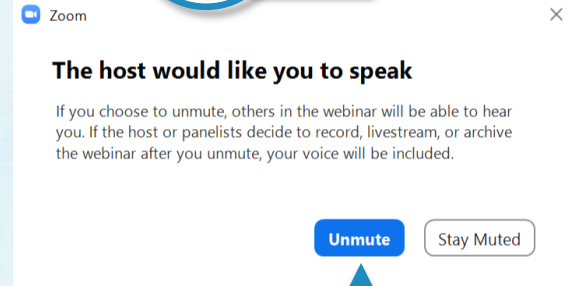 Zoom
The host would like you to speak
If you choose to unmute, others in the webinar will be able to hear
you. If the host or panelists decide to record, livestream, or archive
the webinar after you unmute, your voice will be included.
Unmute Stay Muted